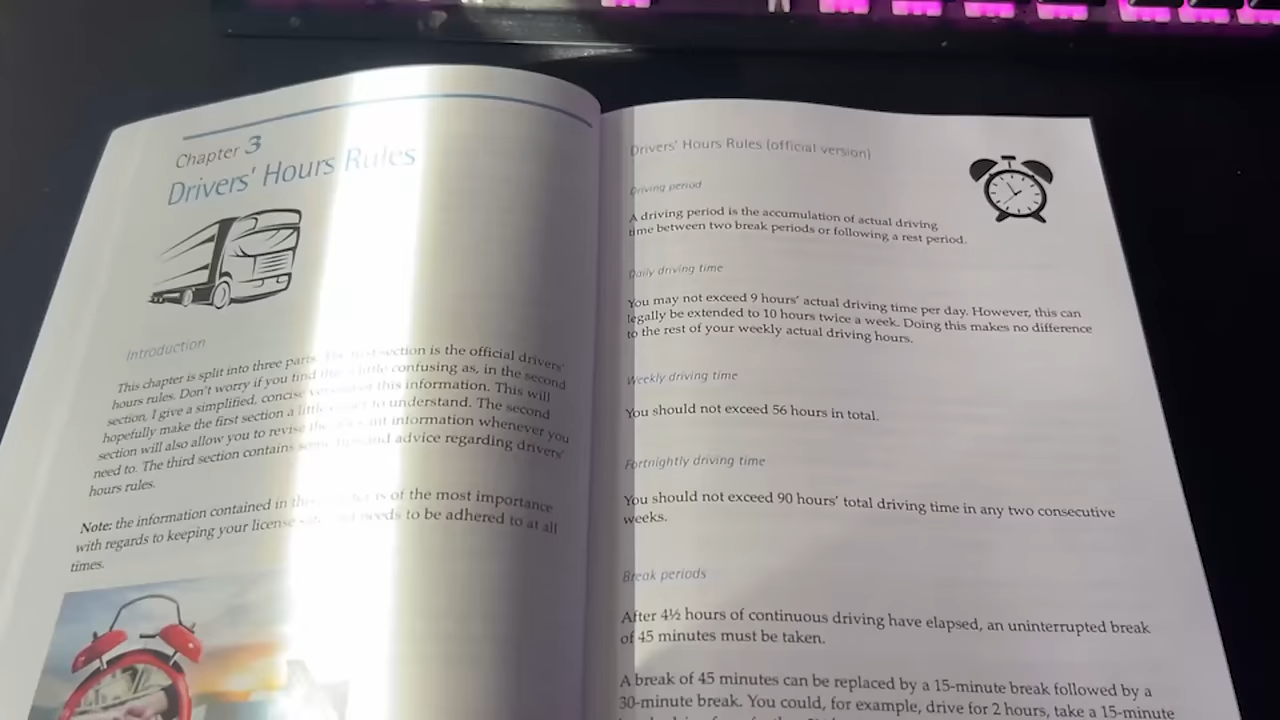 Chapter 3
Drivers' Hours Rules
Introduction
This chapter is split into three parts. The first section is the official drivers'
hours rules. Don't worry if you find this a little confusing as, in the second
section, I give a simplified, concise version of this information. This will
hopefully make the first section a little easier to understand. The second
section will also allow you to revise the information whenever you
need to. The third section contains some and advice regarding drivers'
hours rules.
Note: the information contained in this is of the most importance
with regards to keeping your license and needs to be adhered to at all
times.
Drivers' Hours Rules (official version)
Driving period
A driving period is the accumulation of actual driving
time between two break periods or following a rest period.
Daily driving time
You may not exceed 9 hours' actual driving time per day. However, this can
legally be extended to 10 hours twice a week. Doing this makes no difference
to the rest of your weekly actual driving hours.
Weekly driving time
You should not exceed 56 hours in total.
Fortnightly driving time
You should not exceed 90 hours' total driving time in any two consecutive
weeks.
Break periods
After 4½ hours of continuous driving have elapsed, an uninterrupted break
of 45 minutes must be taken.
A break of 45 minutes can be replaced by a 15-minute break followed by a
30-minute break. You could, for example, drive for 2 hours, take a 15-minute